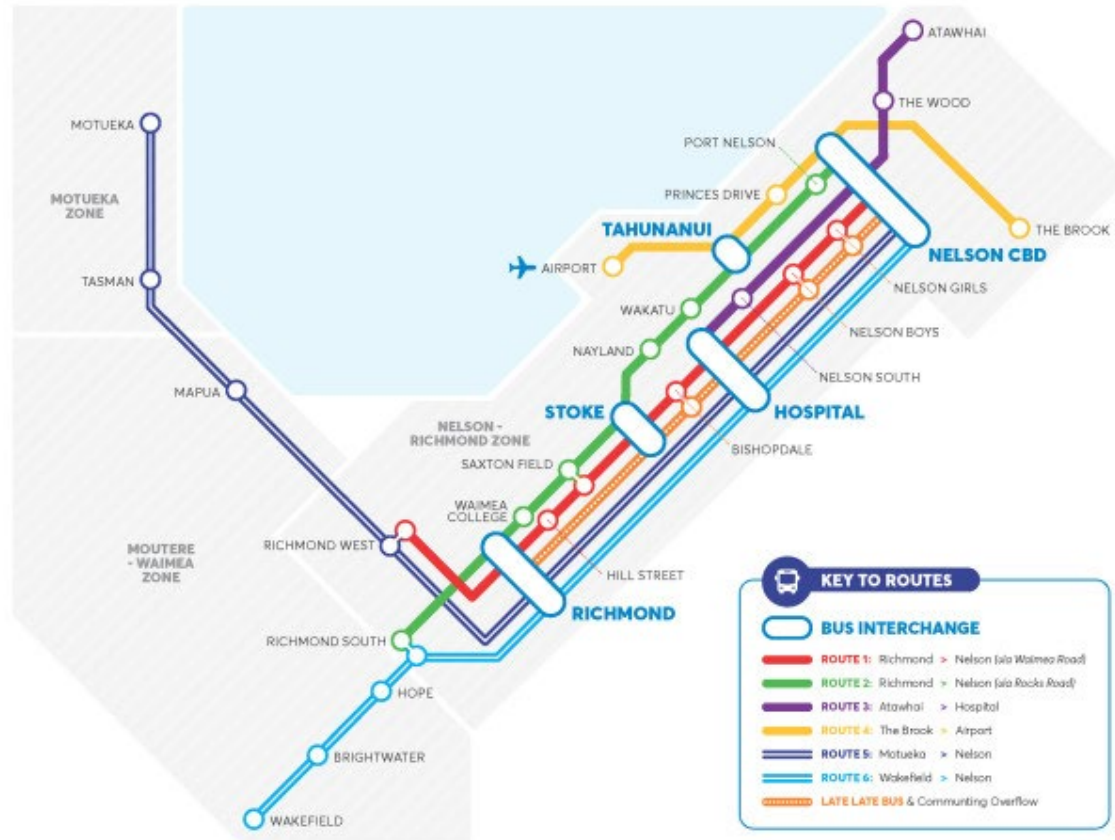 ATAWHAI
THE WOOD
MOTUEKA
PORT NELSON
MOTUEKA
ZONE
PRINCES DRIVE
TAHUNANUI
THE BROOK
NELSON CBD
AIRPORT
TASMAN
NELSON GIRLS
WAKATU
NELSON BOYS
NAYLAND
NELSON SOUTH
MAPUA
STOKE
HOSPITAL
NELSON -
RICHMOND ZONE
BISHOPDALE
SAXTON FIELD
WAIMEA
COLLEGE
RICHMOND WEST
MOUTERE
- WAIMEA
ZONE
HILL STREET
RICHMOND
RICHMOND SOUTH
HOPE
BRIGHTWATER
WAKEFIELD
KEY TO ROUTES
BUS INTERCHANGE
ROUTE 1: Richmond > Nelson (via Waimea Road)
ROUTE 2: Richmond > Nelson (via Rocks Road)
ROUTE 3: Atawhai > Hospital
ROUTE 4: The Brook > Airport
ROUTE 5: Motueka > Nelson
ROUTE 6: Wakefield > Nelson
LATE LATE BUS & Communting Overflow